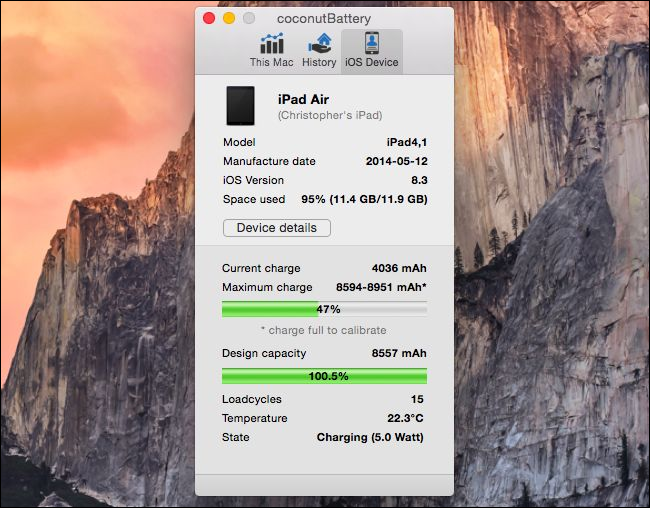 coconutBattery
This Mac History iOS Device
iPad Air
(Christopher's iPad)
Model iPad4,1
Manufacture date 2014-05-12
iOS Version 8.3
Space used 95% (11.4 GB/11.9 GB)
Device details
Current charge 4036 mAh
Maximum charge 8594-8951 mAh*
47%
* charge full to calibrate
Design capacity 8557 mAh
100.5%
Loadcycles 15
Temperature 22.3°C
State Charging (5.0 Watt)